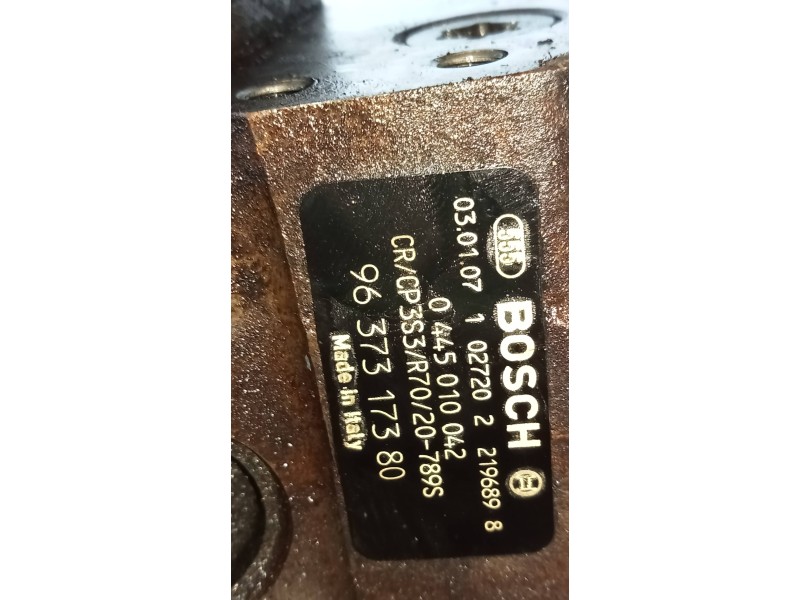 555 BOSCH
03.01.07 1 02720 2 219689 8
0 445 010 042
CR/CP3S3/R70/20-789S
96 373 173 80
Made in Italy